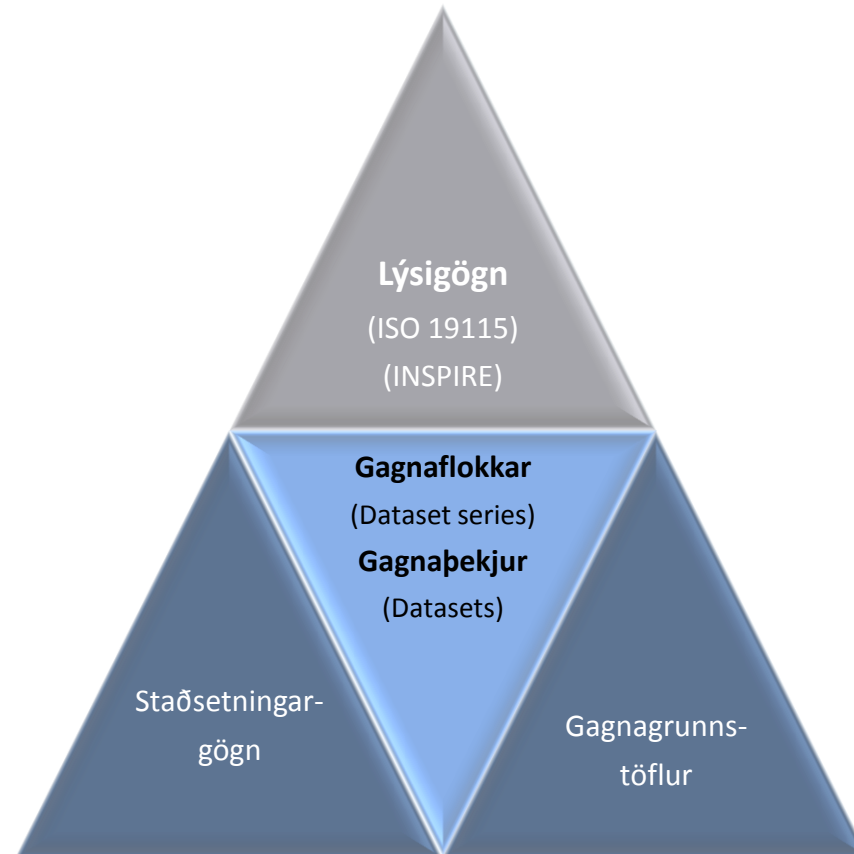 Lýsigögn
(ISO 19115)
(INSPIRE)
Gagnaflokkar
(Dataset series)
Gagnaþekjur
(Datasets)
Staðsetningar-
gögn
Gagnagrunns-
töflur